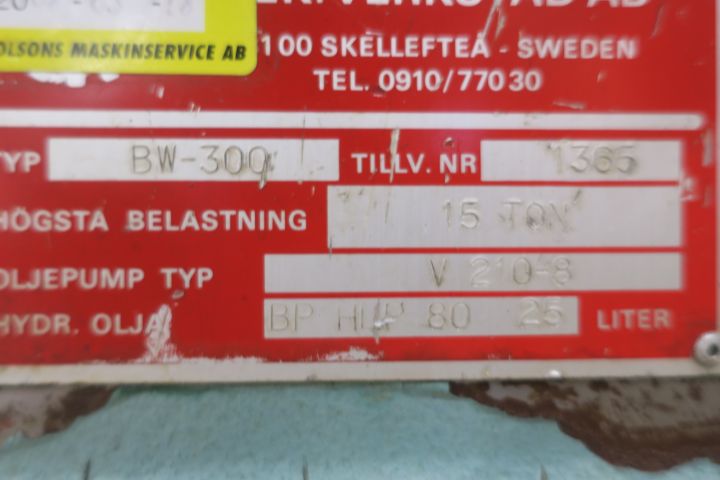 OLSONS MASKINSERVICE AB
100 SKELLEFTEÅ - SWEDEN
TEL. 0910/77030
TYP BW-300 TILLV. NR 1365
HÖGSTA BELASTNING 15 TON
OLJEPUMP TYP V 210-8
HYDR. OLJA BP HLP 80 25 LITER